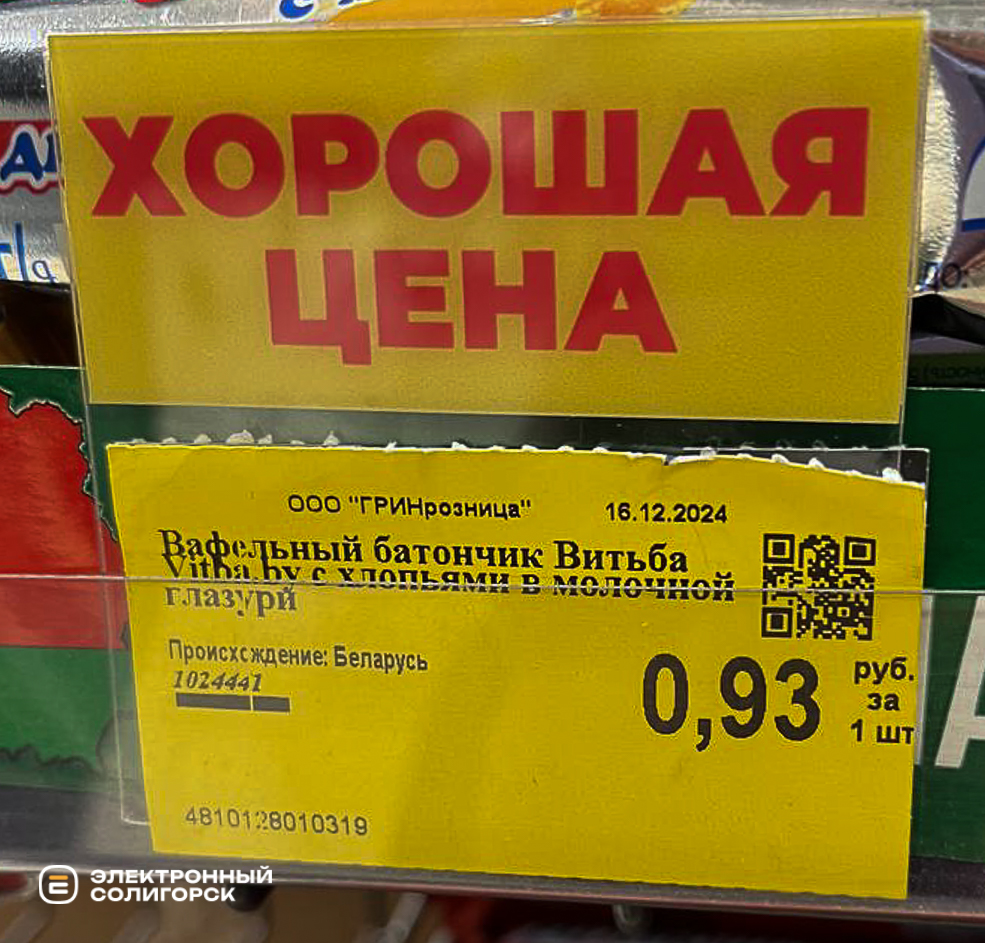 ХОРОШАЯ
ЦЕНА
ООО "ГРИНрозница" 16.12.2024
Вафельный батончик Витьба
Vitba.by с хлопьями в молочной
глазури
Происхождение: Беларусь
1024441
0,93 руб.
за
1 шт
4810128010319
ЭЛЕКТРОННЫЙ
СОЛИГОРСК